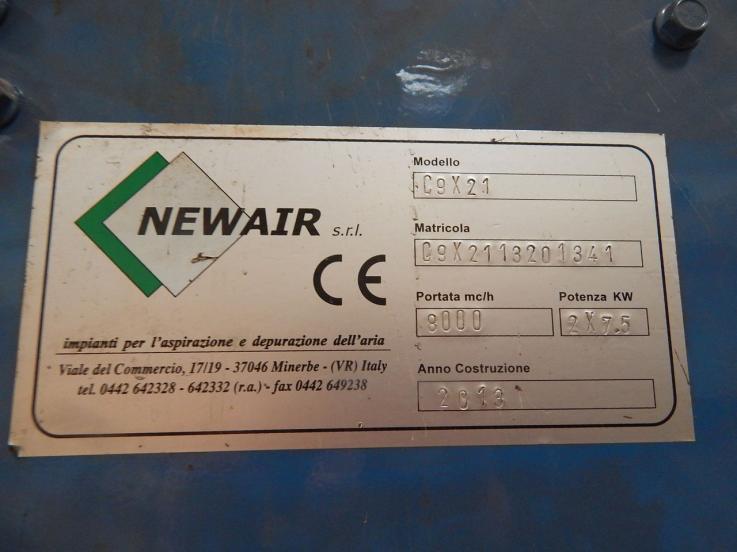 NEWAIR s.r.l.
CE
impianti per l'aspirazione e depurazione dell'aria
Viale del Commercio, 17/19 - 37046 Minerbe - (VR) Italy
tel. 0442 642328 - 642332 (r.a.) - fax 0442 649238
Modello
C9X21
Matricola
C9X2113201341
Portata mc/h Potenza KW
8000 2X7.5
Anno Costruzione
2013